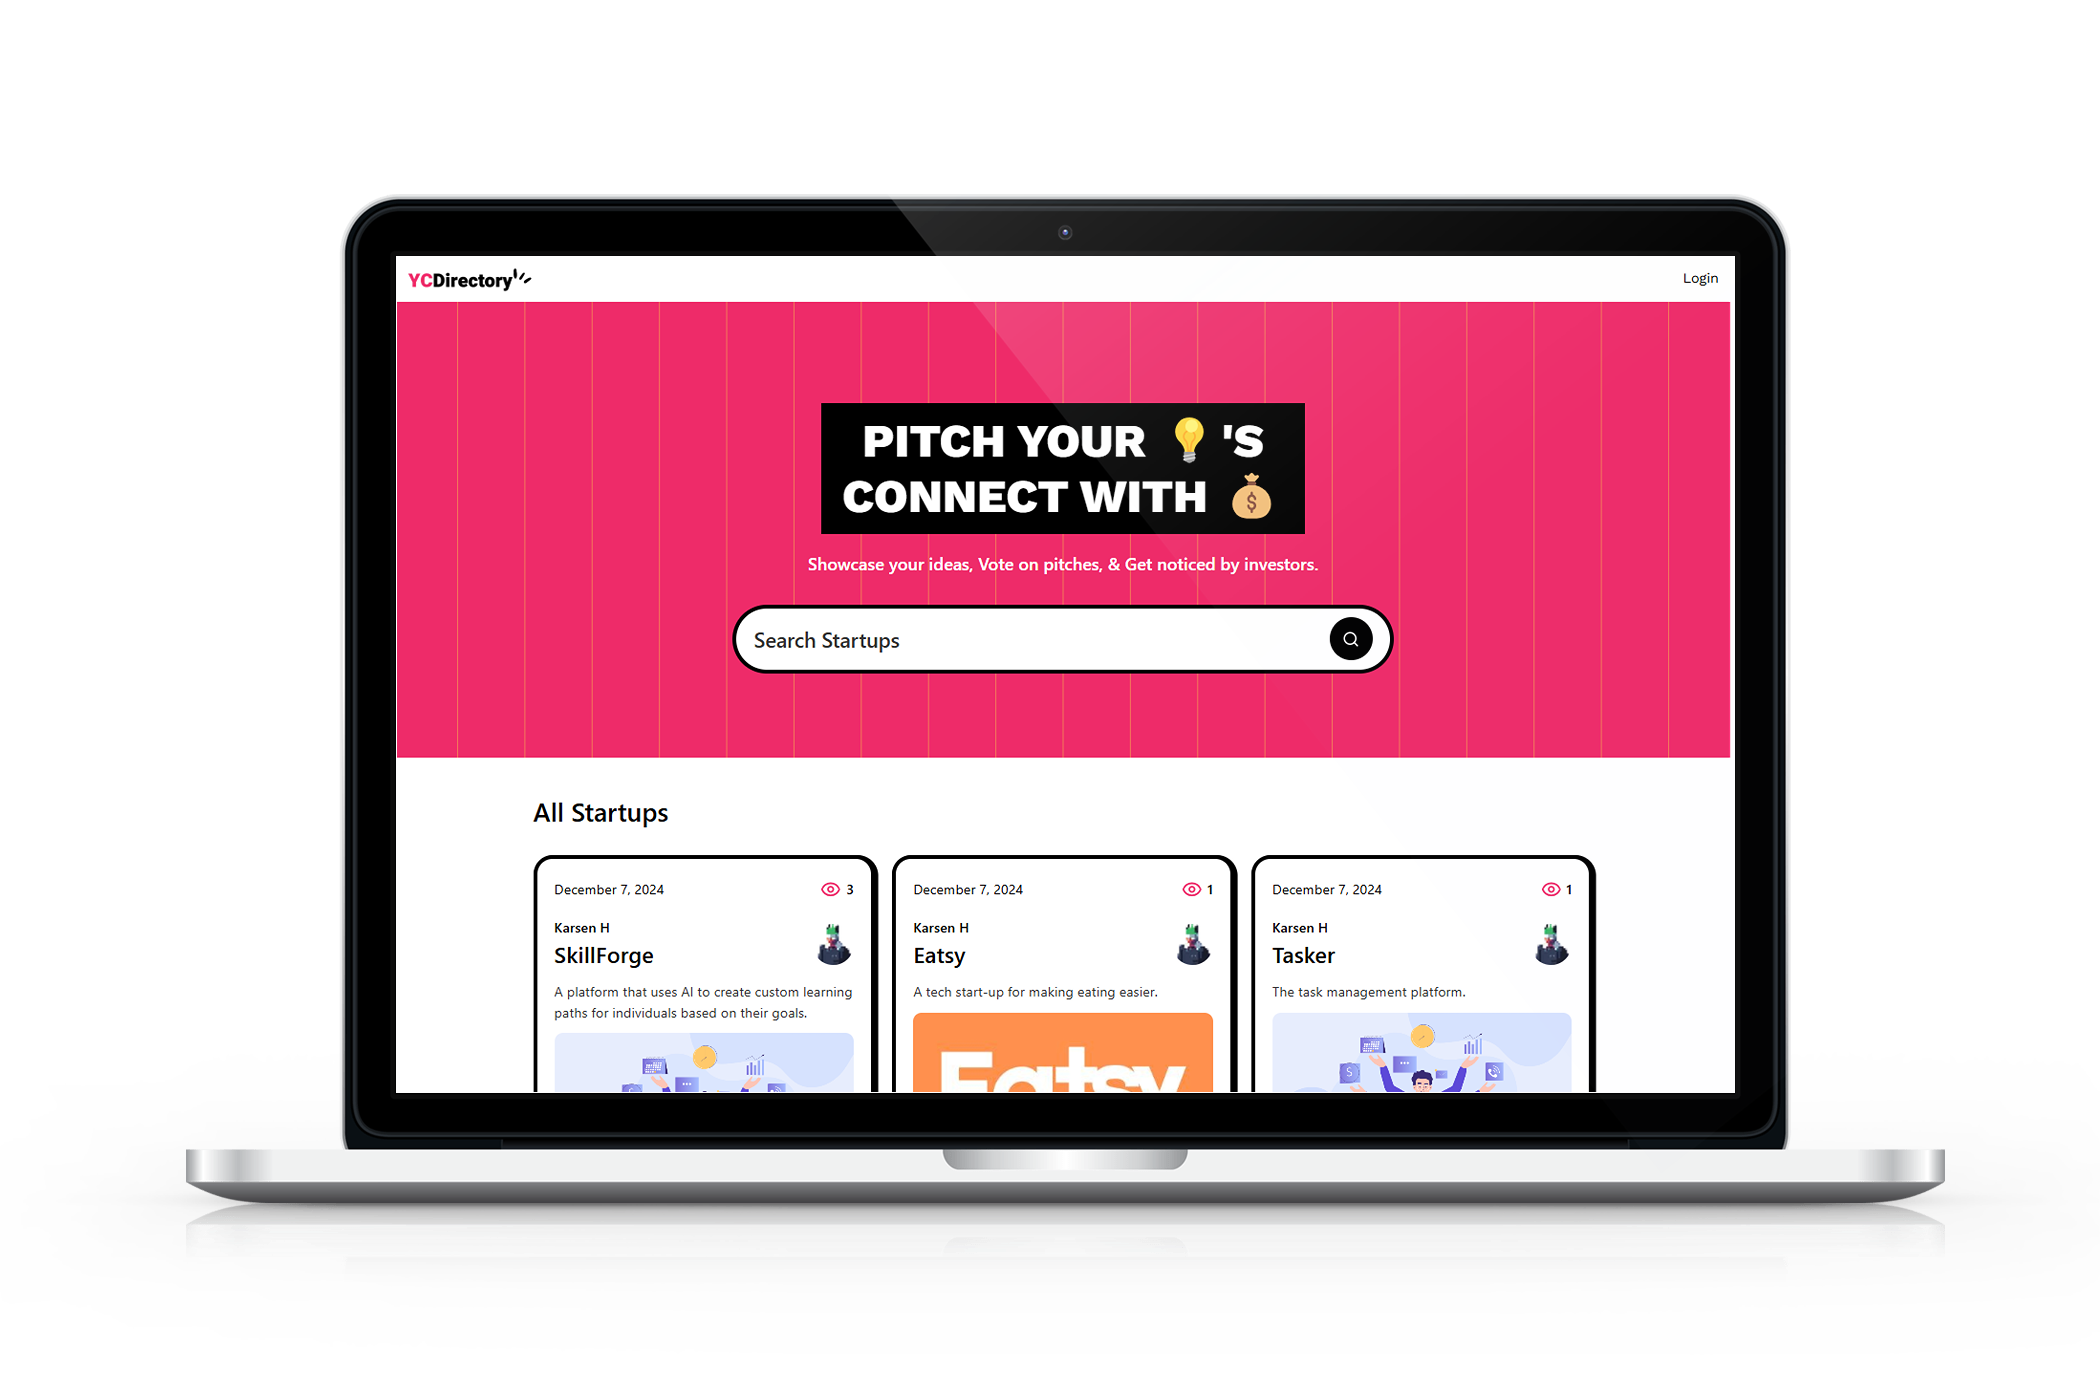 YCDirectory
Login
PITCH YOUR 💡'S
CONNECT WITH 💰
Showcase your ideas, Vote on pitches, & Get noticed by investors.
Search Startups
All Startups
December 7, 2024 3
Karsen H
SkillForge
A platform that uses AI to create custom learning
paths for individuals based on their goals.
December 7, 2024 1
Karsen H
Eatsy
A tech start-up for making eating easier.
Eatsy
December 7, 2024 1
Karsen H
Tasker
The task management platform.